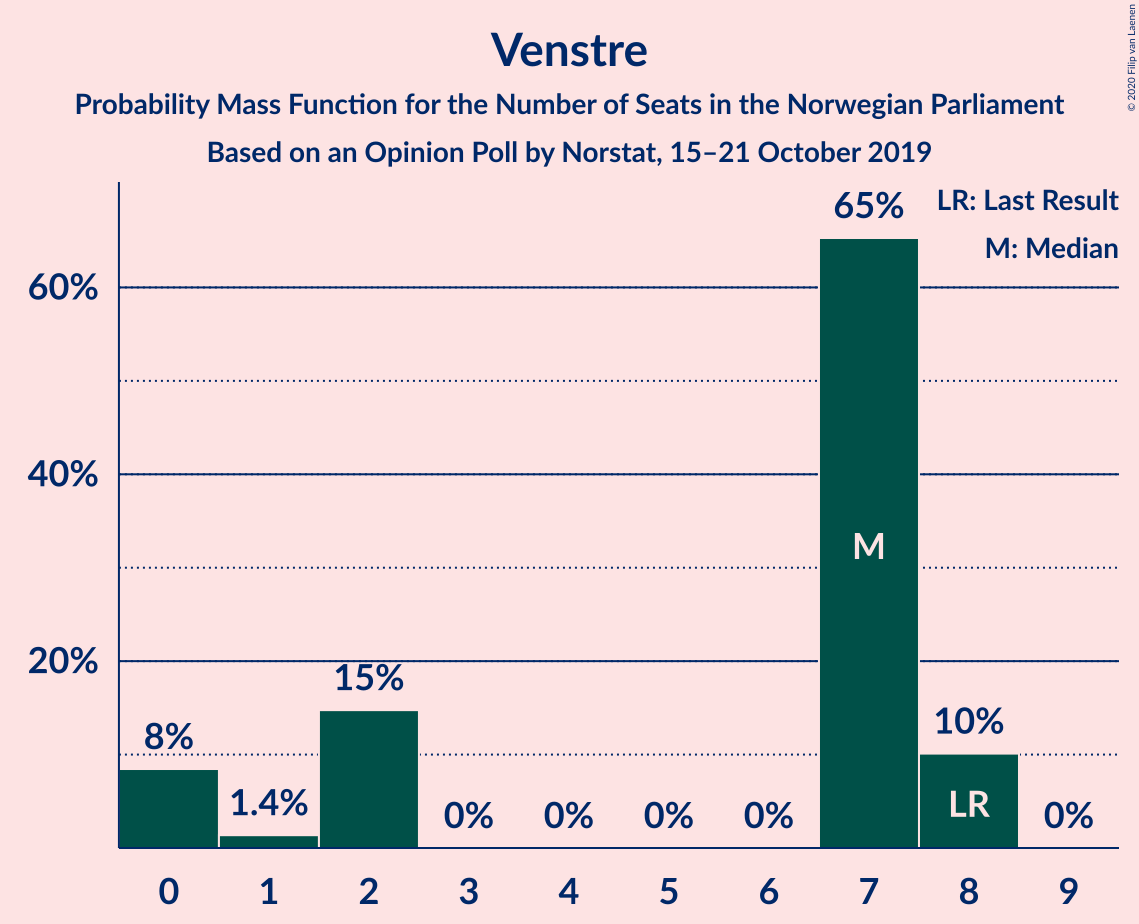 Venstre
Probability Mass Function for the Number of Seats in the Norwegian Parliament
Based on an Opinion Poll by Norstat, 15–21 October 2019
© 2020 Filip van Laenen
LR: Last Result
M: Median
60%
40%
20%
8%
1.4%
15%
0%
0%
0%
0%
65%
M
10%
LR
0%
0 1 2 3 4 5 6 7 8 9